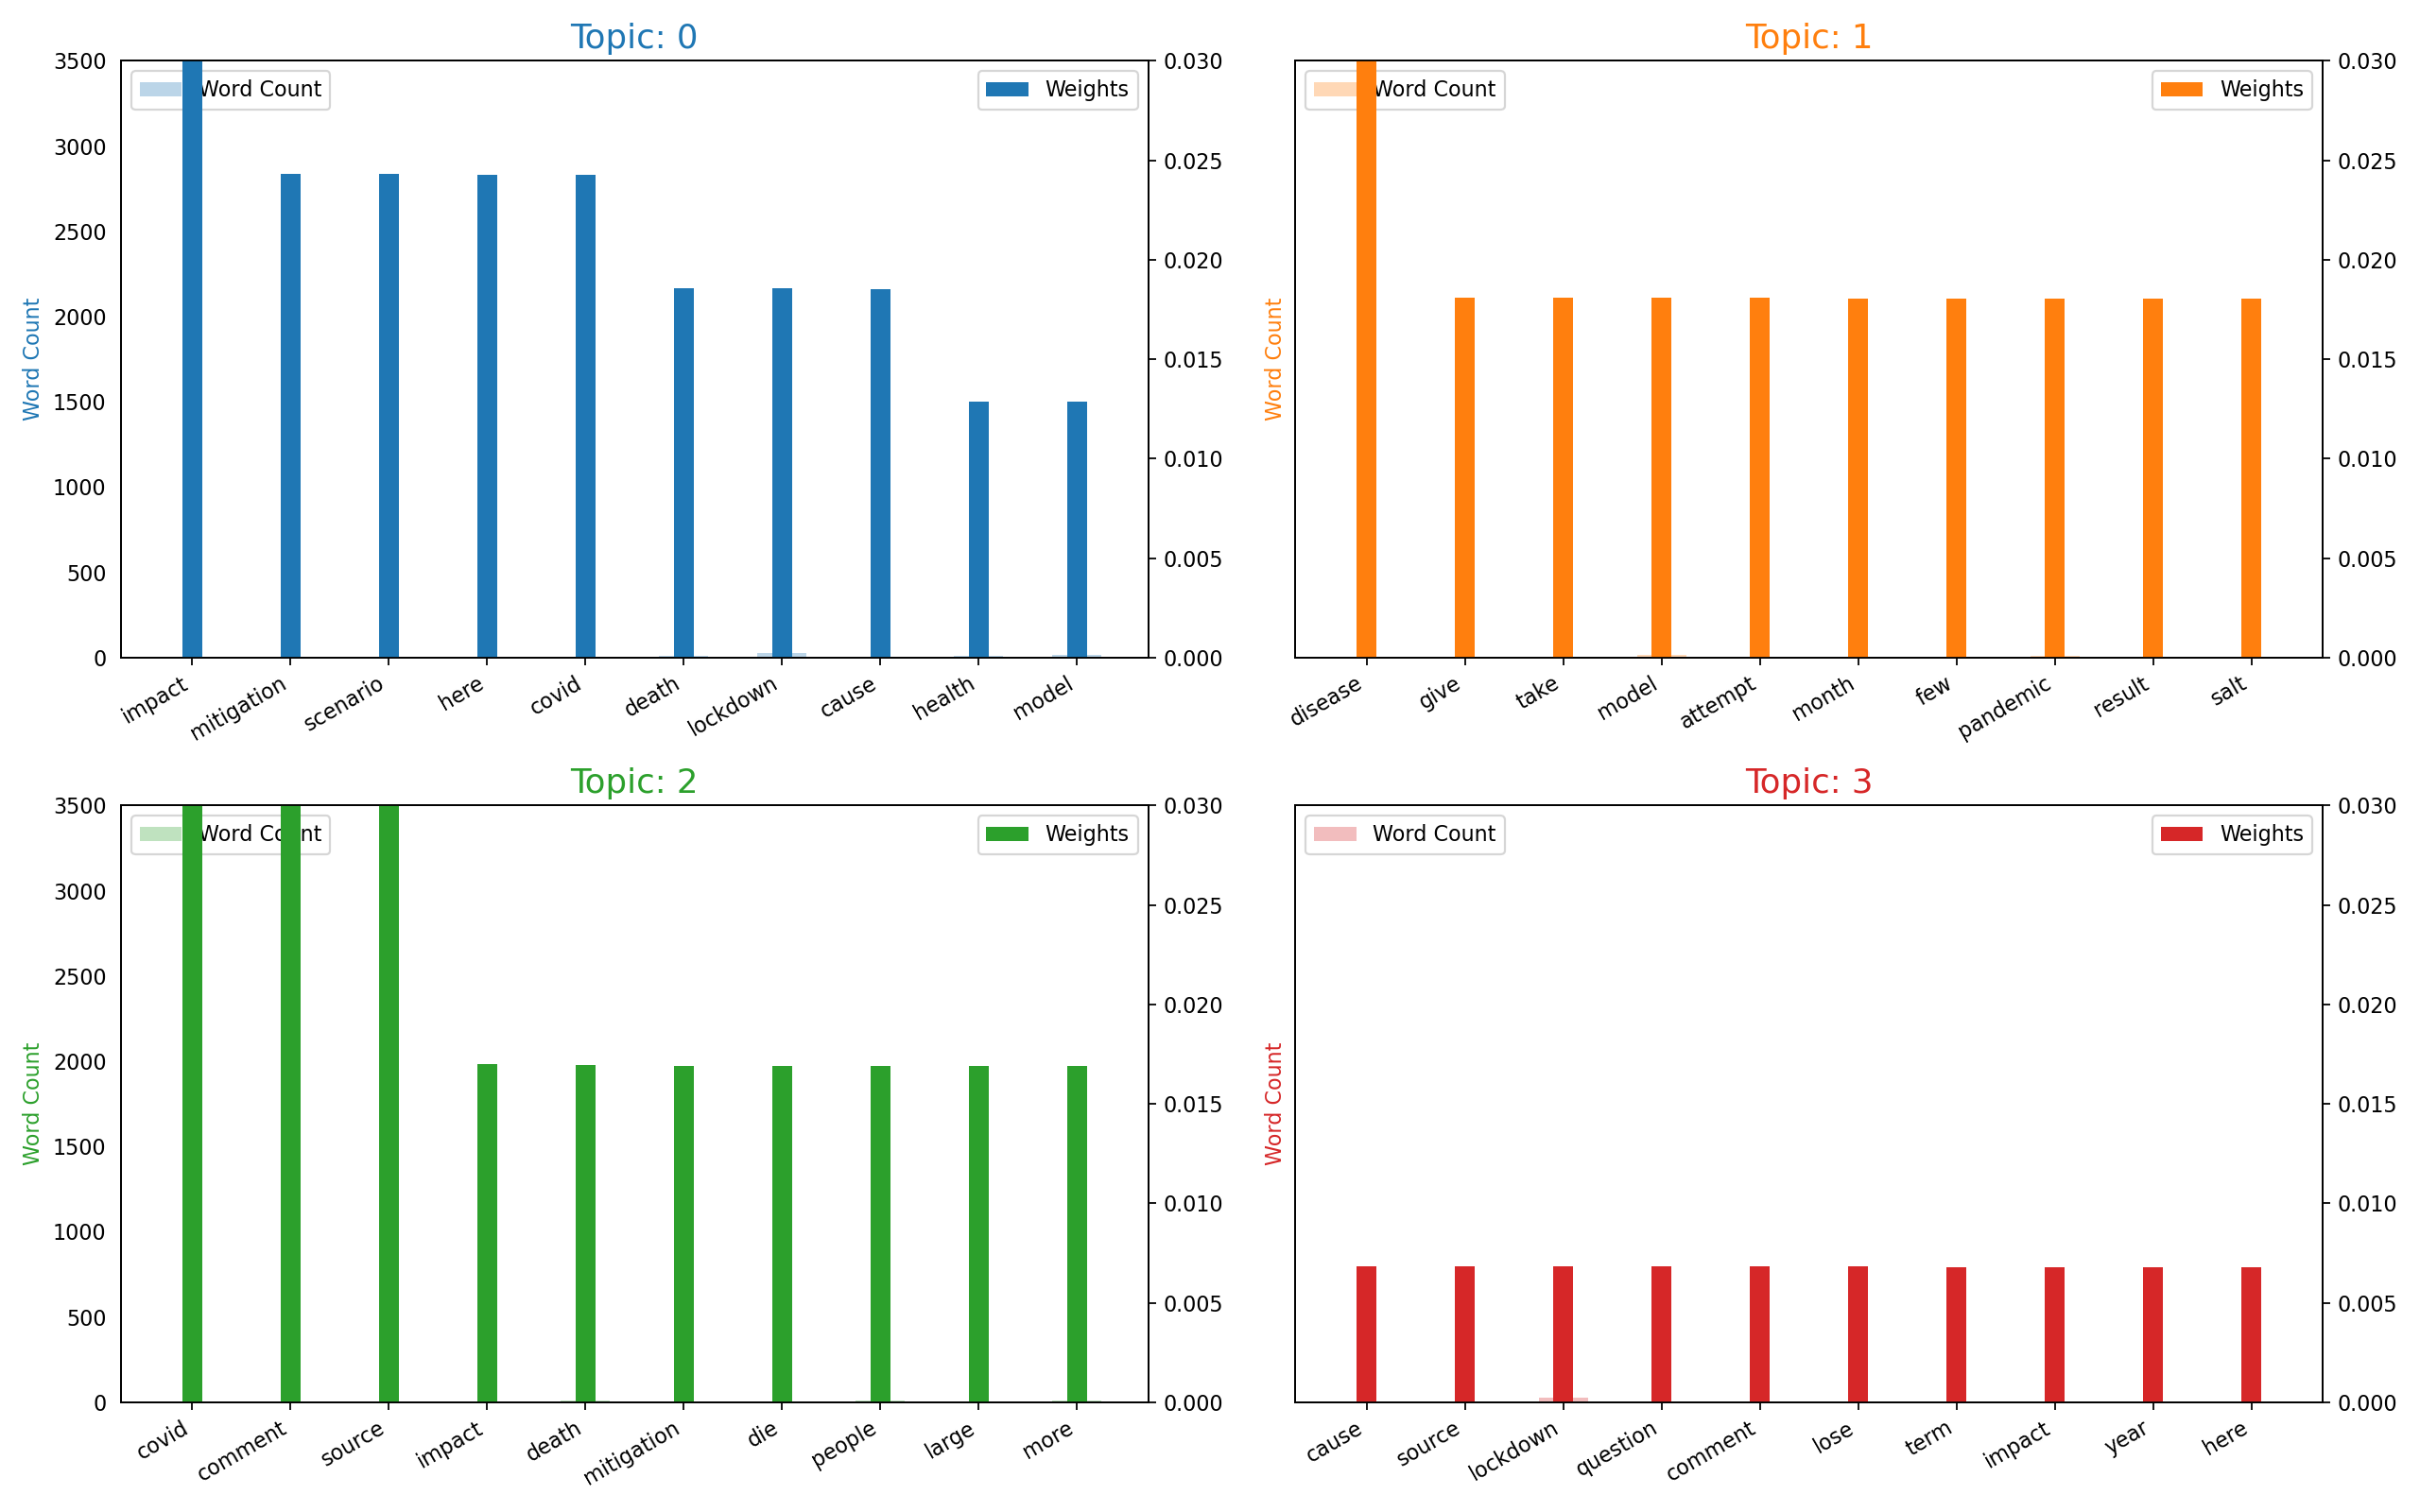 Topic: 0
3500
3000
2500
2000
1500
1000
500
0
Word Count
Word Count
Weights
0.030
0.025
0.020
0.015
0.010
0.005
0.000
impact
mitigation
scenario
here
covid
death
lockdown
cause
health
model
Topic: 1
Word Count
Word Count
Weights
0.030
0.025
0.020
0.015
0.010
0.005
0.000
disease
give
take
model
attempt
month
few
pandemic
result
salt
Topic: 2
3500
3000
2500
2000
1500
1000
500
0
Word Count
Word Count
Weights
0.030
0.025
0.020
0.015
0.010
0.005
0.000
covid
comment
source
impact
death
mitigation
die
people
large
more
Topic: 3
Word Count
Word Count
Weights
0.030
0.025
0.020
0.015
0.010
0.005
0.000
cause
source
lockdown
question
comment
lose
term
impact
year
here